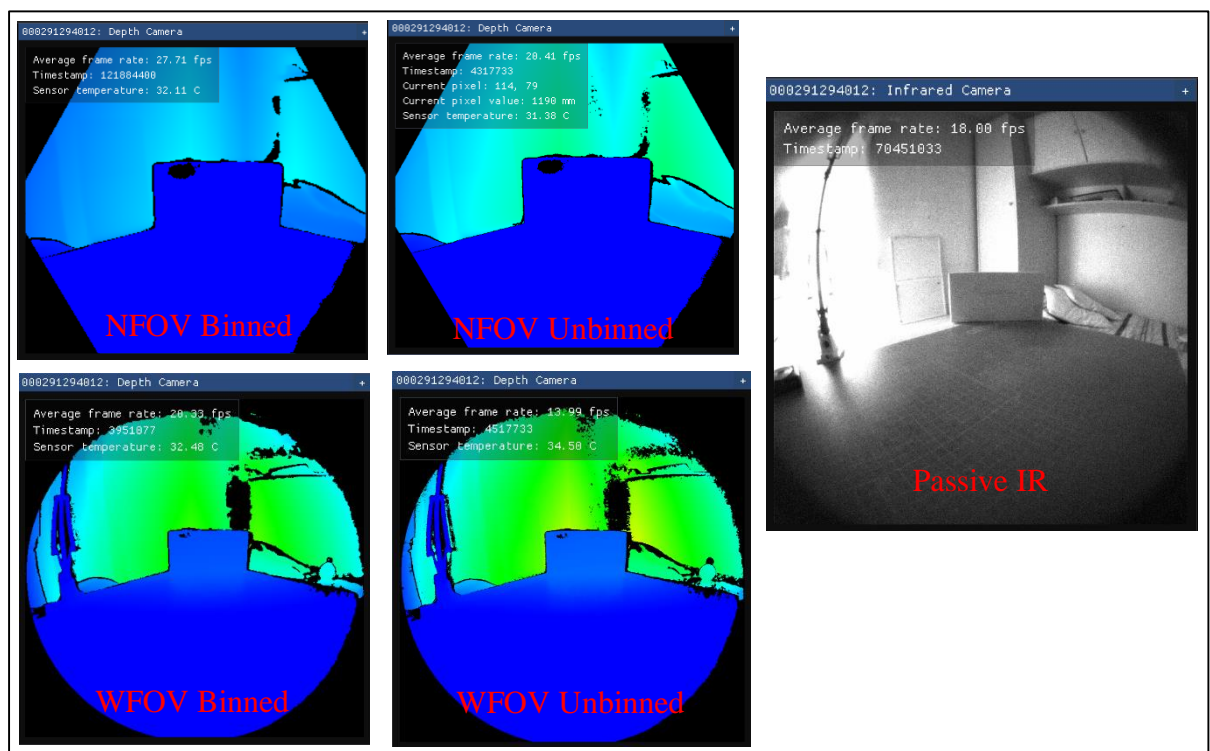 000291294012: Depth Camera +
Average frame rate: 27.71 fps
Timestamp: 121884400
Sensor temperature: 32.11 C
NFOV Binned
000291294012: Depth Camera +
Average frame rate: 20.41 fps
Timestamp: 4317733
Current pixel: 114, 79
Current pixel value: 1190 mm
Sensor temperature: 31.38 C
NFOV Unbinned
000291294012: Infrared Camera +
Average frame rate: 18.00 fps
Timestamp: 70451033
Passive IR
000291294012: Depth Camera +
Average frame rate: 20.33 fps
Timestamp: 3951077
Sensor temperature: 32.40 C
WFOV Binned
000291294012: Depth Camera +
Average frame rate: 13.99 fps
Timestamp: 4517733
Sensor temperature: 34.50 C
WFOV Unbinned